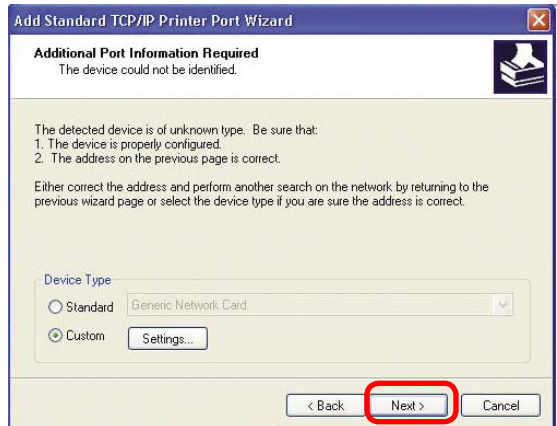 Add Standard TCP/IP Printer Port Wizard
Additional Port Information Required
The device could not be identified.
The detected device is of unknown type. Be sure that:
1. The device is properly configured.
2. The address on the previous page is correct.
Either correct the address and perform another search on the network by returning to the
previous wizard page or select the device type if you are sure the address is correct.
Device Type
Standard Generic Network Card
Custom Settings...
< Back Next > Cancel